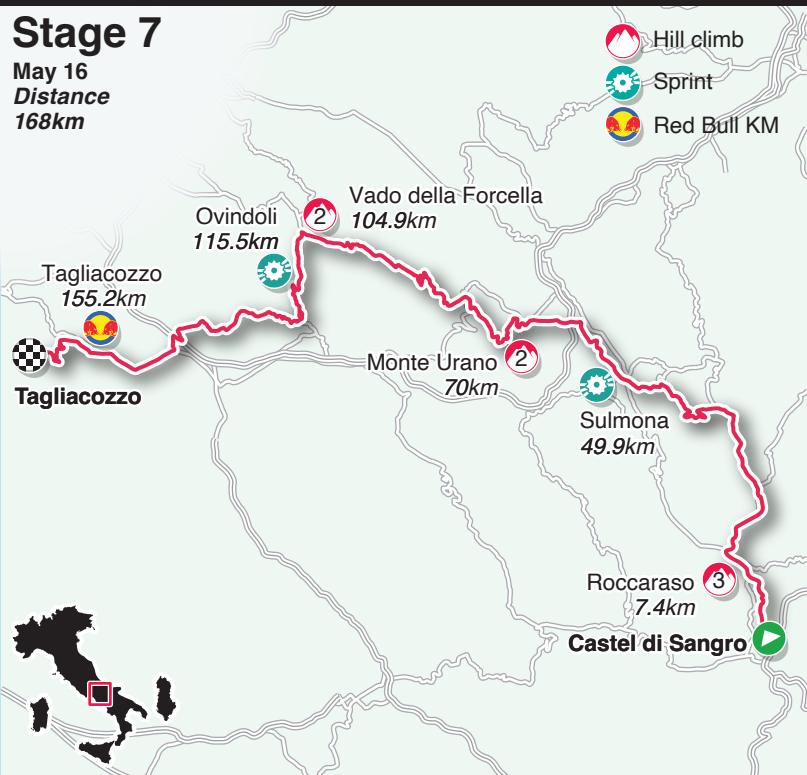 Stage 7
May 16
Distance
168km
Hill climb
Sprint
Red Bull KM
Vado della Forcella
104.9km
2
Ovindoli
115.5km
Tagliacozzo
155.2km
Tagliacozzo
Monte Urano
70km
2
Sulmona
49.9km
Roccaraso
7.4km
3
Castel di Sangro